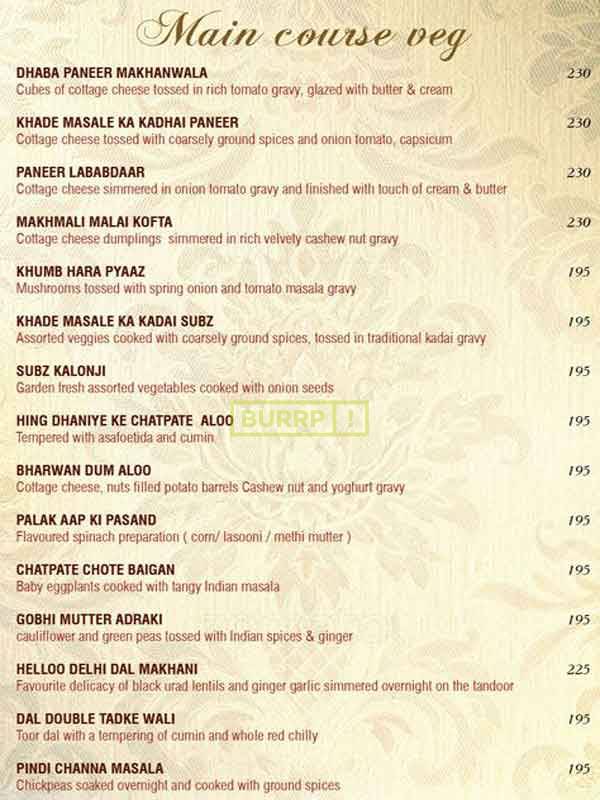 Main course veg
DHABA PANEER MAKHANWALA 230
Cubes of cottage cheese tossed in rich tomato gravy, glazed with butter & cream
KHADE MASALE KA KADHAI PANEER 230
Cottage cheese tossed with coarsely ground spices and onion tomato, capsicum
PANEER LABABDAAR 230
Cottage cheese simmered in onion tomato gravy and finished with touch of cream & butter
MAKHMALI MALAI KOFTA 230
Cottage cheese dumplings simmered in rich velvety cashew nut gravy
KHUMB HARA PYAAZ 195
Mushrooms tossed with spring onion and tomato masala gravy
KHADE MASALE KA KADAI SUBZ 195
Assorted veggies cooked with coarsely ground spices, tossed in traditional kadai gravy
SUBZ KALONJI 195
Garden fresh assorted vegetables cooked with onion seeds
HING DHANIYE KE CHATPATE ALOO 195
BURRP!
Tempered with asafoetida and cumin
BHARWAN DUM ALOO 195
Cottage cheese, nuts filled potato barrels Cashew nut and yoghurt gravy
PALAK AAP KI PASAND 195
Flavoured spinach preparation ( corn/ lasooni / methi mutter )
CHATPATE CHOTE BAIGAN 195
Baby eggplants cooked with tangy Indian masala
GOBHI MUTTER ADRAKI 195
cauliflower and green peas tossed with Indian spices & ginger
HELLOO DELHI DAL MAKHANI 225
Favourite delicacy of black urad lentils and ginger garlic simmered overnight on the tandoor
DAL DOUBLE TADKE WALI 195
Toor dal with a tempering of cumin and whole red chilly
PINDI CHANNA MASALA 195
Chickpeas soaked overnight and cooked with ground spices